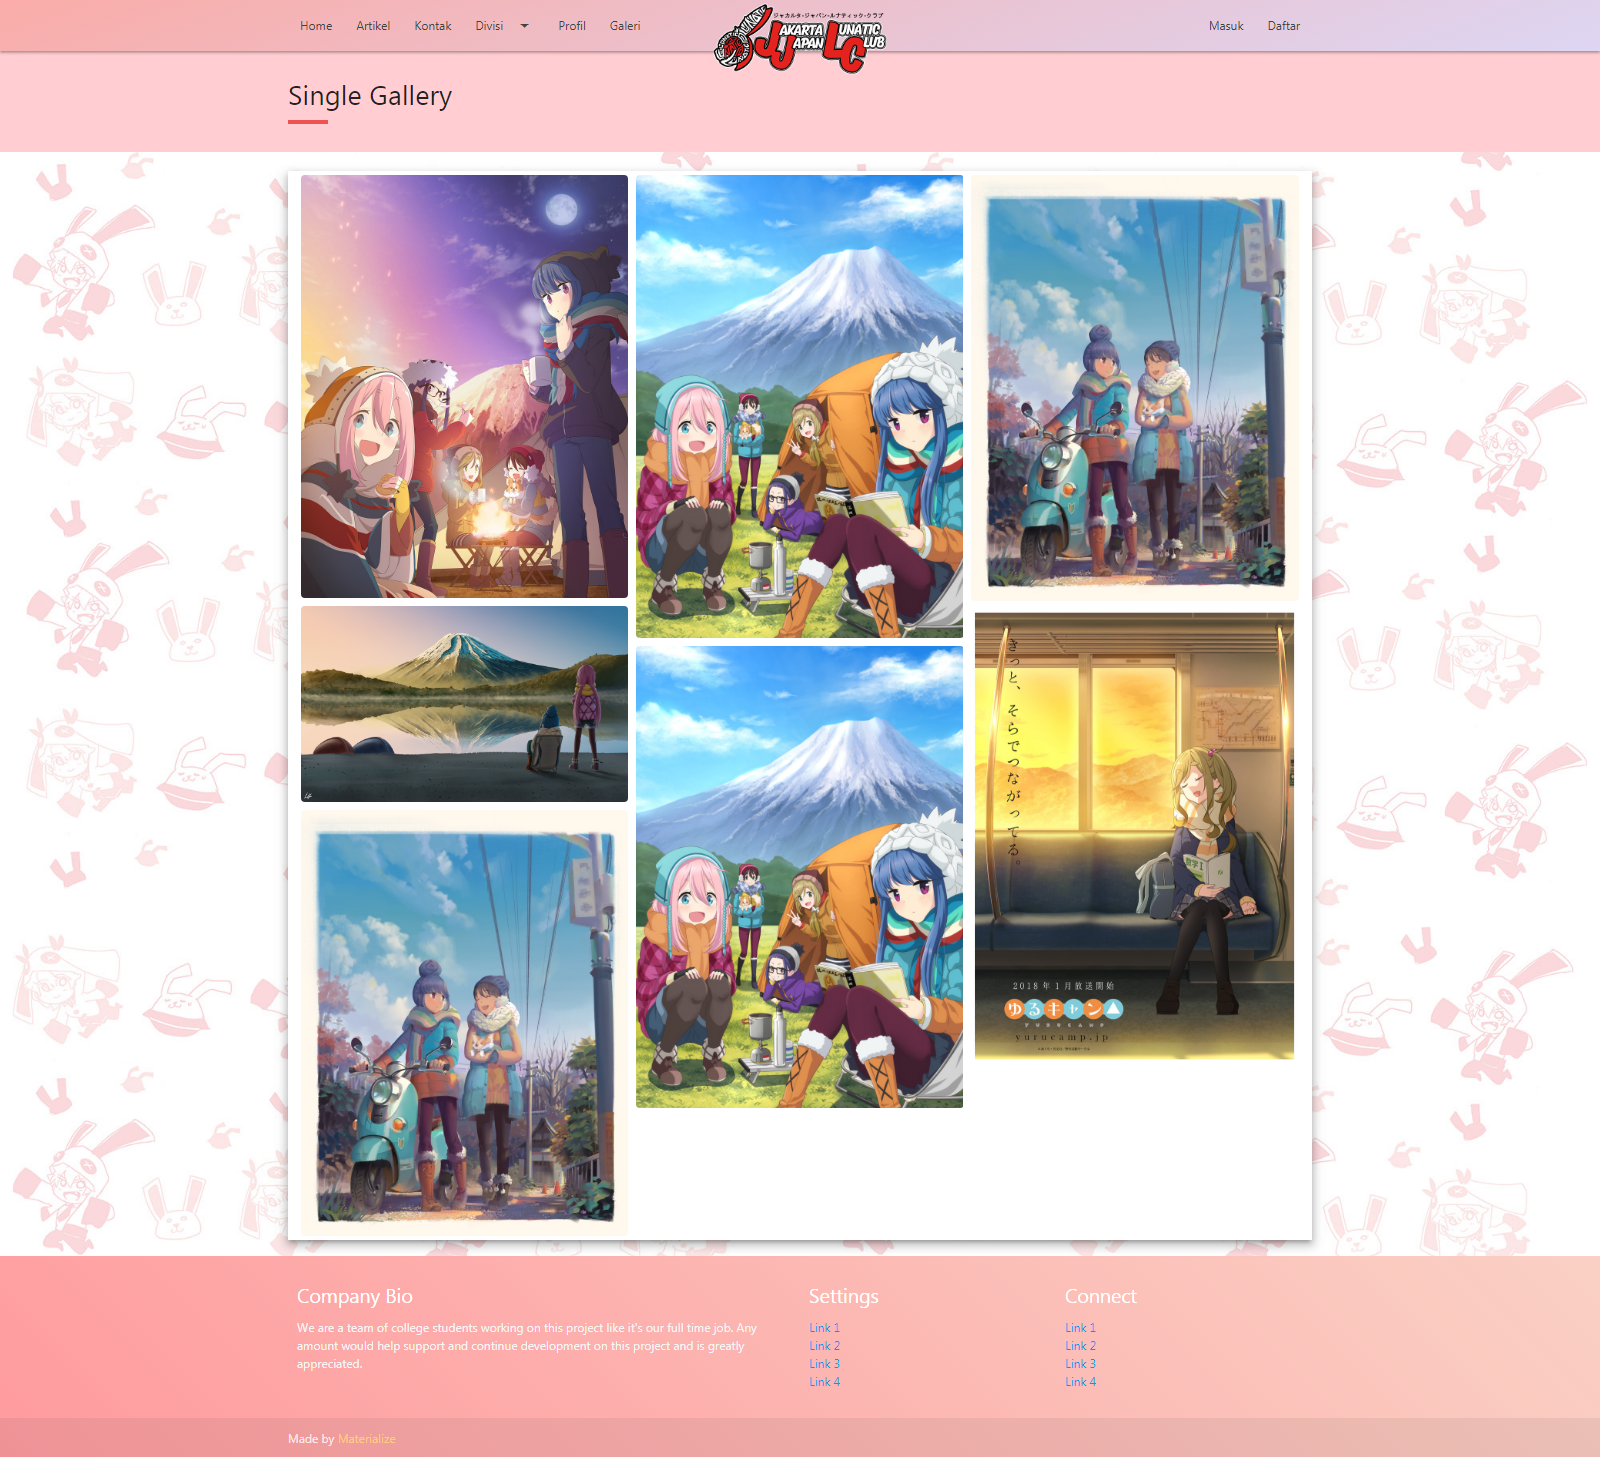 Home Artikel Kontak Divisi Profil Galeri
ジャカルタ・ジャパン・ルナティック・クラブ
JAKARTA LUNATIC
JAPAN CLUB
Masuk Daftar
Single Gallery
きっと、そらでつながってる。
数学I
2018年1月放送開始
ゆるキャン△
YURUCAMP
yurucamp.jp
Company Bio
We are a team of college students working on this project like it's our full time job. Any
amount would help support and continue development on this project and is greatly
appreciated.
Settings
Link 1
Link 2
Link 3
Link 4
Connect
Link 1
Link 2
Link 3
Link 4
Made by Materialize